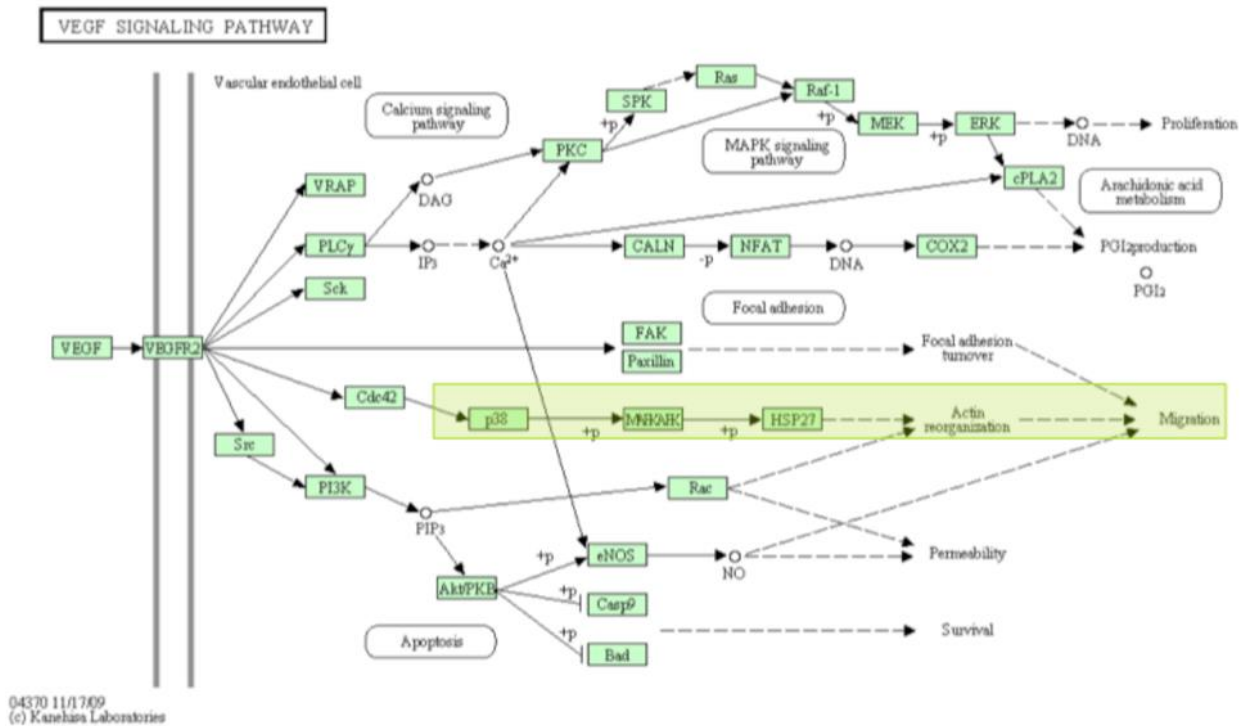 VEGF SIGNALING PATHWAY
Vascular endothelial cell
Calcium signaling
pathway
SPK
Ras
Raf-1
+p
+p
MEK
+p
ERK
DNA
Proliferation
PKC
MAPK signaling
pathway
cPLA2
Arachidonic acid
metabolism
VRAP
DAG
PLCγ
IP3
Ca2+
CALN
-p
NFAT
DNA
COX2
PGI2production
PGI2
Sck
Focal adhesion
VEGF
VEGFR2
FAK
Paxillin
Focal adhesion
turnover
Cdc42
p38
+p
+p
HSP27
Actin
reorganization
Migration
Src
PI3K
PIP3
Rac
Permeability
+p
eNOS
NO
Akt/PKB
+p
Casp9
+p
Bad
Survival
Apoptosis
04370 11/17/09
(c) Kanehisa Laboratories